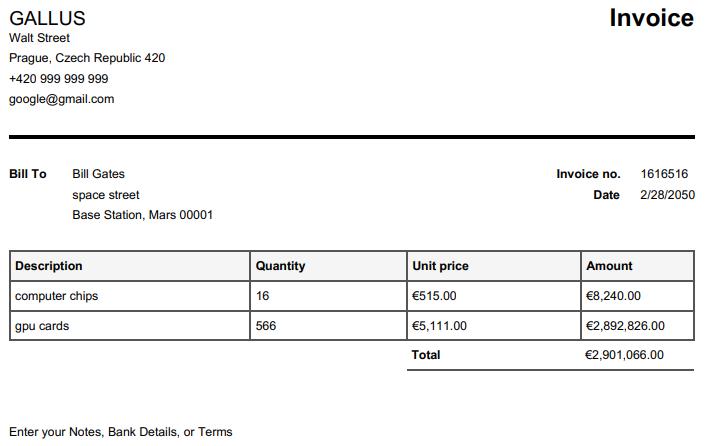 GALLUS Invoice
Walt Street
Prague, Czech Republic 420
+420 999 999 999
google@gmail.com
Bill To Bill Gates Invoice no. 1616516
space street Date 2/28/2050
Base Station, Mars 00001
Description Quantity Unit price Amount
computer chips 16 €515.00 €8,240.00
gpu cards 566 €5,111.00 €2,892,826.00
Total €2,901,066.00
Enter your Notes, Bank Details, or Terms